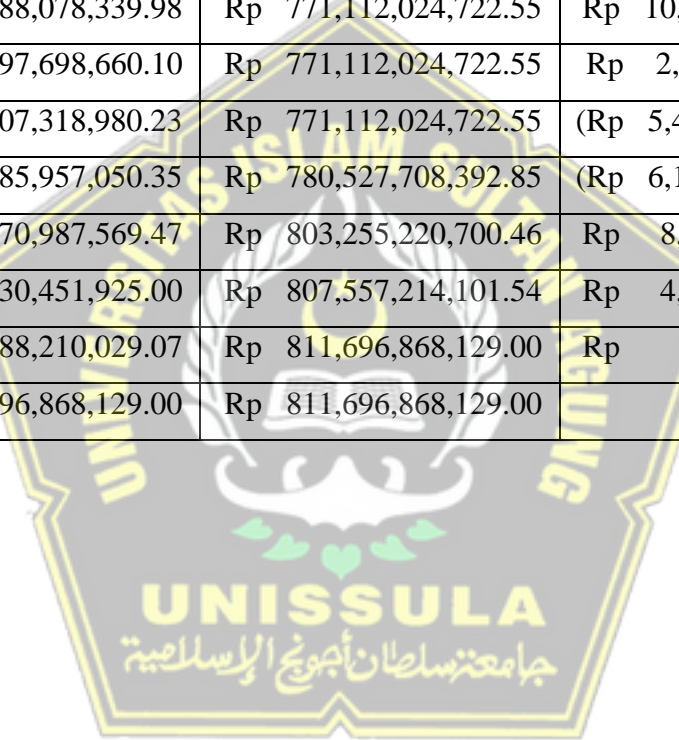 88,078,339.98 Rp 771,112,024,722.55 Rp 10,
97,698,660.10 Rp 771,112,024,722.55 Rp 2,
07,318,980.23 Rp 771,112,024,722.55 (Rp 5,4
85,957,050.35 Rp 780,527,708,392.85 (Rp 6,1
70,987,569.47 Rp 803,255,220,700.46 Rp 8
30,451,925.00 Rp 807,557,214,101.54 Rp 4,
88,210,029.07 Rp 811,696,868,129.00 Rp
96,868,129.00 Rp 811,696,868,129.00
UNIVERSITAS ISLAM SULTAN AGUNG
UNISSULA
جامعة سلطان أجونج الإسلامية